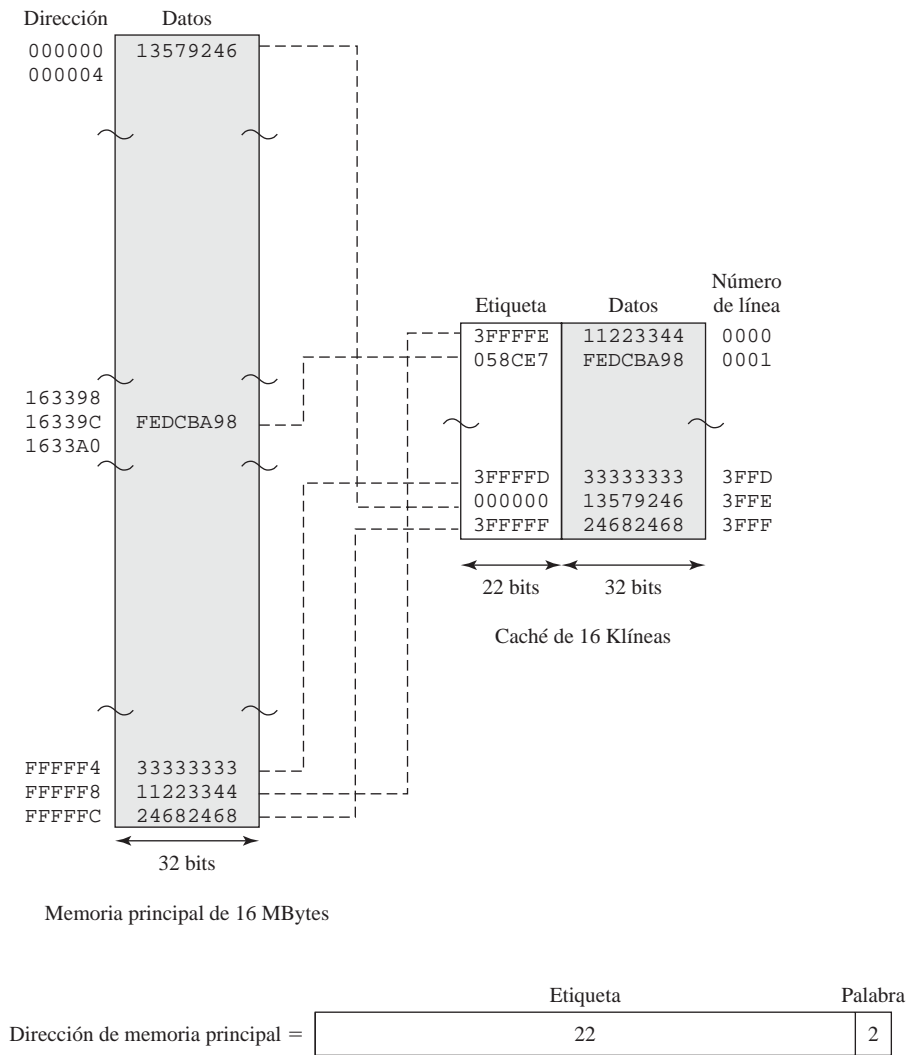 Dirección Datos
000000 13579246
000004
Número
de línea
Etiqueta Datos
3FFFFE 11223344 0000
058CE7 FEDCBA98 0001
163398
16339C FEDCBA98
1633A0
3FFFFD 33333333 3FFD
000000 13579246 3FFE
3FFFFF 24682468 3FFF
22 bits 32 bits
Caché de 16 Klíneas
FFFFF4 33333333
FFFFF8 11223344
FFFFFC 24682468
32 bits
Memoria principal de 16 MBytes
Etiqueta Palabra
Dirección de memoria principal = 22 2